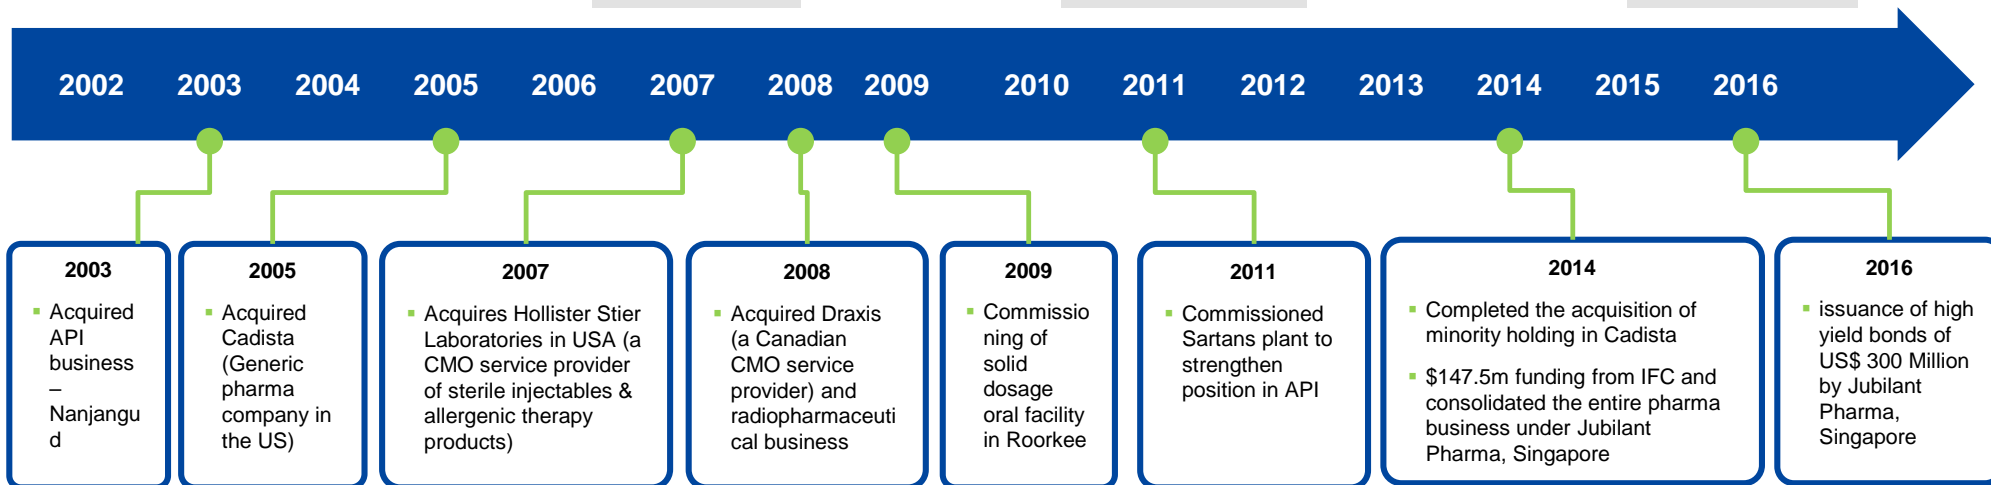 2002 2003 2004 2005 2006 2007 2008 2009 2010 2011 2012 2013 2014 2015 2016
2003
▪ Acquired
API
business
–
Nanjangu
d
2005
▪ Acquired
Cadista
(Generic
pharma
company in
the US)
2007
▪ Acquires Hollister Stier
Laboratories in USA (a
CMO service provider
of sterile injectables &
allergenic therapy
products)
2008
▪ Acquired Draxis
(a Canadian
CMO service
provider) and
radiopharmaceuti
cal business
2009
▪ Commissio
ning of
solid
dosage
oral facility
in Roorkee
2011
▪ Commissioned
Sartans plant to
strengthen
position in API
2014
▪ Completed the acquisition of
minority holding in Cadista
▪ $147.5m funding from IFC and
consolidated the entire pharma
business under Jubilant
Pharma, Singapore
2016
▪ issuance of high
yield bonds of
US$ 300 Million
by Jubilant
Pharma,
Singapore